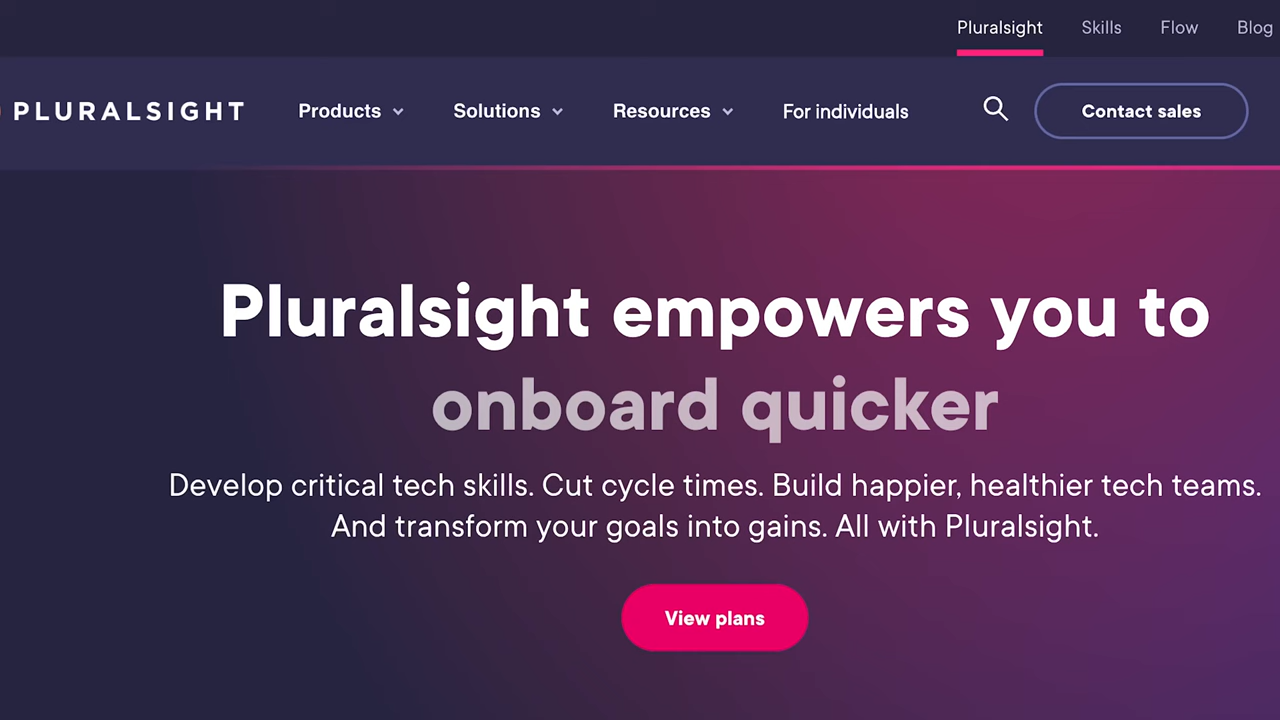 Pluralsight Skills Flow Blog
PLURALSIGHT Products Solutions Resources For individuals Contact sales
Pluralsight empowers you to
onboard quicker
Develop critical tech skills. Cut cycle times. Build happier, healthier tech teams.
And transform your goals into gains. All with Pluralsight.
View plans